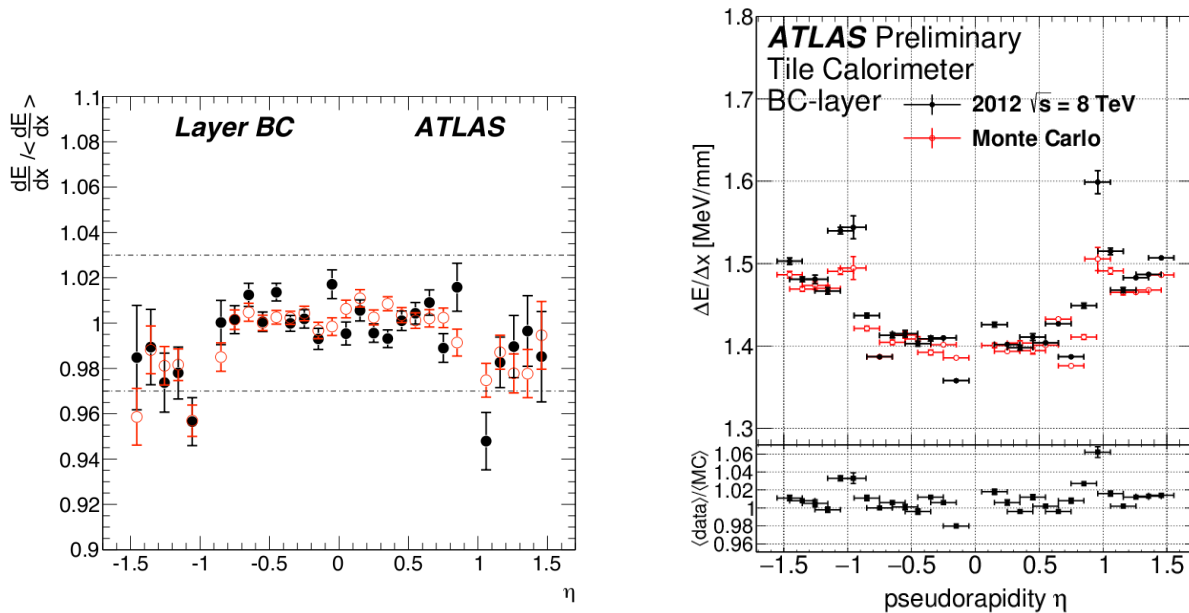 dE/dx / <dE/dx>
Layer BC
ATLAS
1.1
1.08
1.06
1.04
1.02
1
0.98
0.96
0.94
0.92
0.9
-1.5 -1 -0.5 0 0.5 1 1.5
η
ATLAS Preliminary
Tile Calorimeter
BC-layer
2012 √s = 8 TeV
Monte Carlo
ΔE/Δx [MeV/mm]
1.8
1.7
1.6
1.5
1.4
1.3
⟨data⟩/⟨MC⟩
1.06
1.04
1.02
1
0.98
0.96
−1.5 −1 −0.5 0 0.5 1 1.5
pseudorapidity η